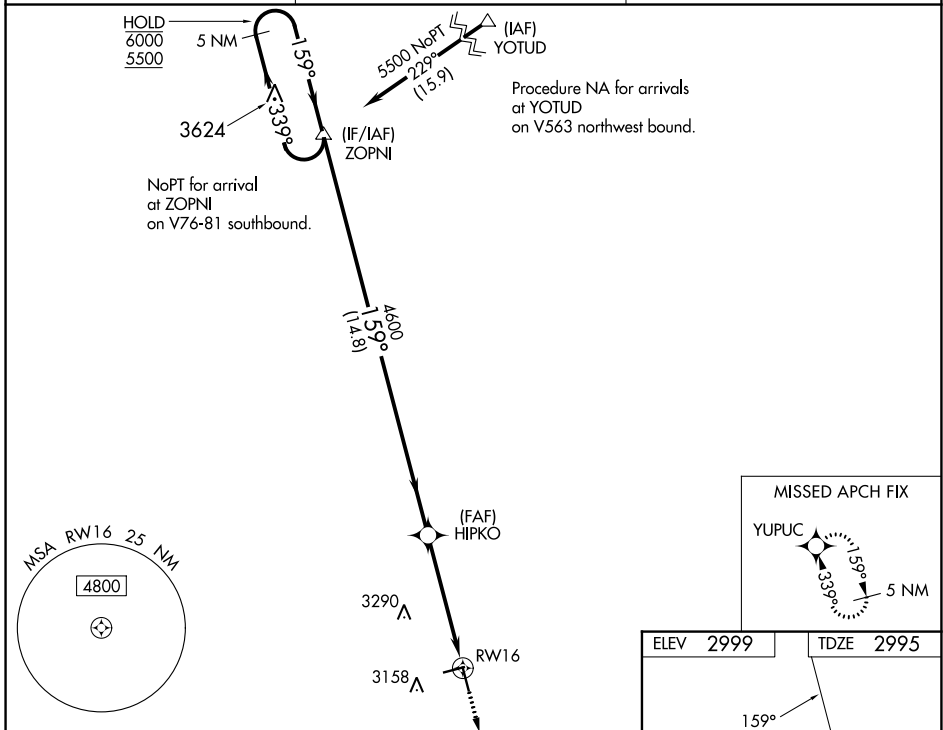 HOLD
6000
5500
5 NM
159°
339°
3624
(IF/IAF)
ZOPNI
5500 NoPT
229°
(15.9)
(IAF)
YOTUD
Procedure NA for arrivals
at YOTUD
on V563 northwest bound.
NoPT for arrival
at ZOPNI
on V76-81 southbound.
4600
159°
(14.8)
(FAF)
HIPKO
MSA RW16 25 NM
4800
3290
3158
RW16
MISSED APCH FIX
YUPUC
159°
339°
5 NM
ELEV 2999
TDZE 2995
159°